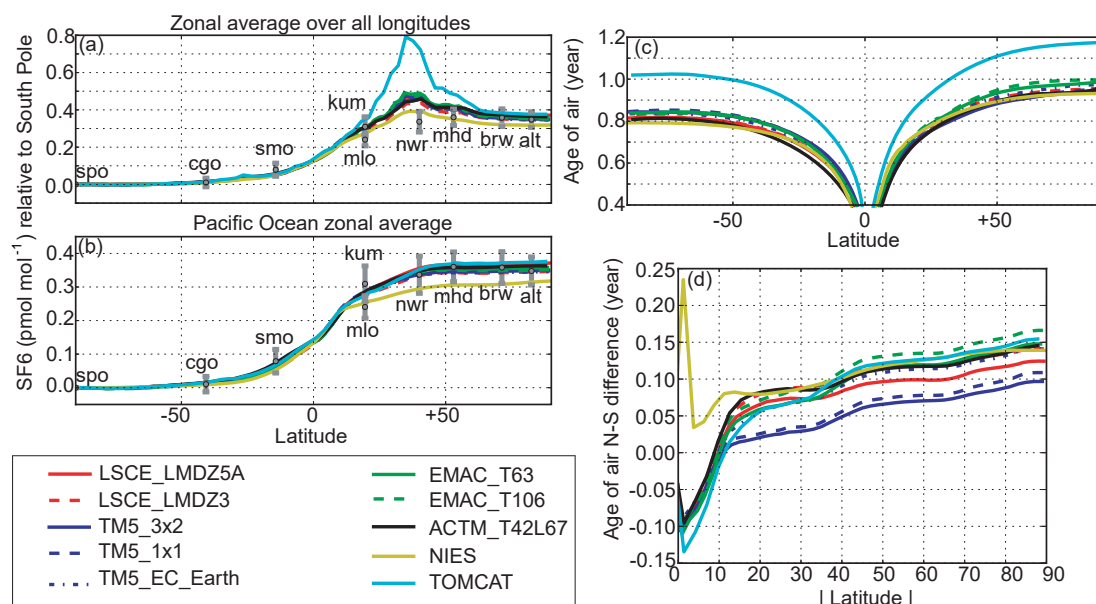 Zonal average over all longitudes
(a)
0.8
0.6
0.4
0.2
0.0
spo
cgo
smo
kum
mlo
nwr
mhd
brw
alt
SF6 (pmol mol⁻¹) relative to South Pole
Pacific Ocean zonal average
(b)
0.4
0.3
0.2
0.1
0.0
spo
cgo
smo
kum
mlo
nwr
mhd
brw
alt
-50
0
+50
Latitude
(c)
1.2
1.0
0.8
0.6
0.4
Age of air (year)
-50
0
+50
Latitude
(d)
0.25
0.20
0.15
0.10
0.05
0.00
-0.05
-0.10
-0.15
Age of air N-S difference (year)
0
10
20
30
40
50
60
70
80
90
| Latitude |
LSCE_LMDZ5A
LSCE_LMDZ3
TM5_3x2
TM5_1x1
TM5_EC_Earth
EMAC_T63
EMAC_T106
ACTM_T42L67
NIES
TOMCAT